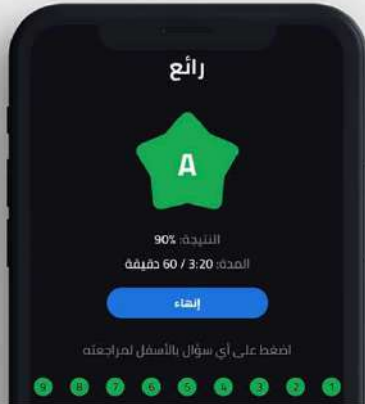 رائع
A
النتيجة: 90%
المدة: 3:20 / 60 دقيقة
إنهاء
اضغط على أي سؤال بالأسفل لمراجعته
1 2 3 4 5 6 7 8 9